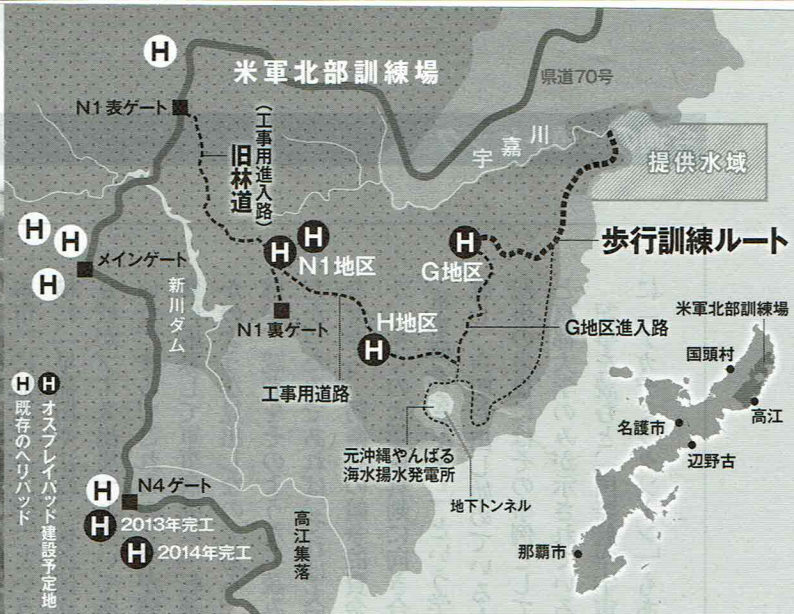 米軍北部訓練場
県道70号
N1表ゲート
(工事用進入路)
旧林道
宇嘉川
提供水域
歩行訓練ルート
メインゲート
新川ダム
N1地区
G地区
N1裏ゲート
H地区
G地区進入路
工事用道路
元沖縄やんばる
海水揚水発電所
地下トンネル
H オスプレイパッド建設予定地
H 既存のヘリパッド
N4ゲート
H 2013年完工
H 2014年完工
高江集落
米軍北部訓練場
国頭村
高江
名護市
辺野古
那覇市
H
H
H
H
H
H
H
H
H